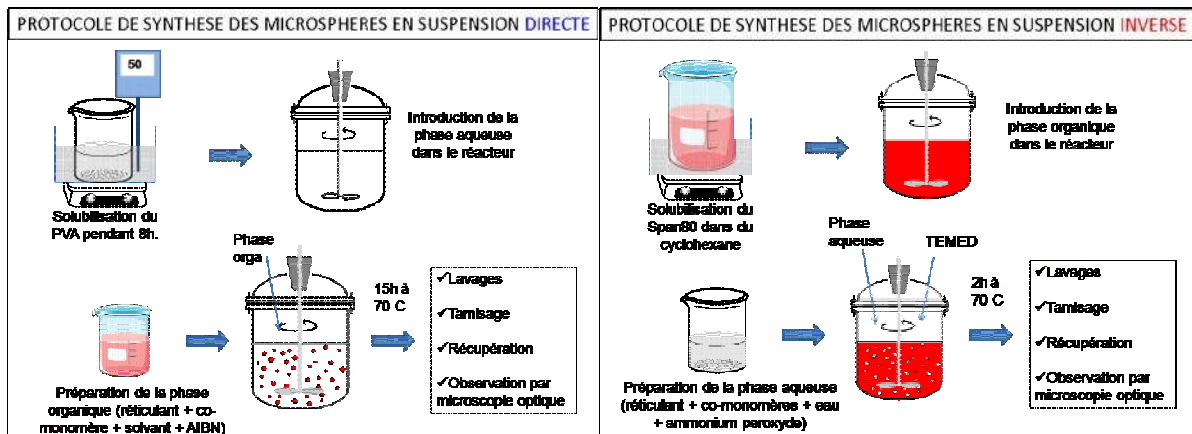 PROTOCOLE DE SYNTHESE DES MICROSPHERES EN SUSPENSION DIRECTE
50
Introduction de la
phase aqueuse
dans le réacteur
Solubilisation du
PVA pendant 8h.
Phase
orga
15h à
70 C
✓Lavages
✓Tamisage
✓Récupération
✓Observation par
microscopie optique
Préparation de la phase
organique (réticulant + co-
monomère + solvant + AIBN)
PROTOCOLE DE SYNTHESE DES MICROSPHERES EN SUSPENSION INVERSE
Introduction de la
phase organique
dans le réacteur
Solubilisation du
Span80 dans du
cyclohexane
Phase
aqueuse
TEMED
2h à
70 C
✓Lavages
✓Tamisage
✓Récupération
✓Observation par
microscopie optique
Préparation de la phase aqueuse
(réticulant + co-monomères + eau
+ ammonium peroxyde)